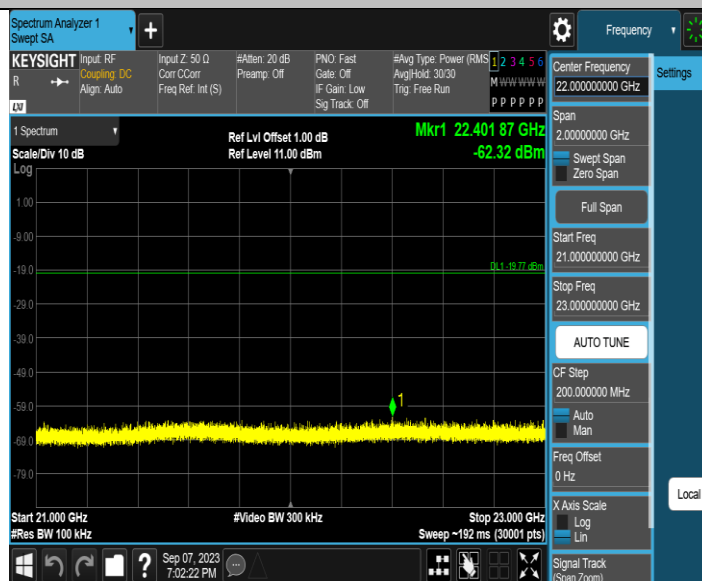 Spectrum Analyzer 1
Swept SA
+
Frequency
KEYSIGHT
R
LXI
Input: RF
Coupling: DC
Align: Auto
Input Z: 50 Ω
Corr CCorr
Freq Ref: Int (S)
#Atten: 20 dB
Preamp: Off
PNO: Fast
Gate: Off
IF Gain: Low
Sig Track: Off
#Avg Type: Power (RMS
Avg|Hold: 30/30
Trig: Free Run
1 2 3 4 5 6
M W W W W W
P P P P P P
1 Spectrum
Scale/Div 10 dB
Log
Ref Lvl Offset 1.00 dB
Ref Level 11.00 dBm
Mkr1 22.401 87 GHz
-62.32 dBm
1.00
-9.00
-19.0
-29.0
-39.0
-49.0
-59.0
-69.0
-79.0
DL1 -19.77 dBm
1
Start 21.000 GHz
#Res BW 100 kHz
#Video BW 300 kHz
Stop 23.000 GHz
Sweep ~192 ms (30001 pts)
Sep 07, 2023
7:02:22 PM
?
Center Frequency
22.000000000 GHz
Span
2.00000000 GHz
Swept Span
Zero Span
Full Span
Start Freq
21.000000000 GHz
Stop Freq
23.000000000 GHz
AUTO TUNE
CF Step
200.000000 MHz
Auto
Man
Freq Offset
0 Hz
X Axis Scale
Log
Lin
Signal Track
(Span Zoom)
Settings
Local